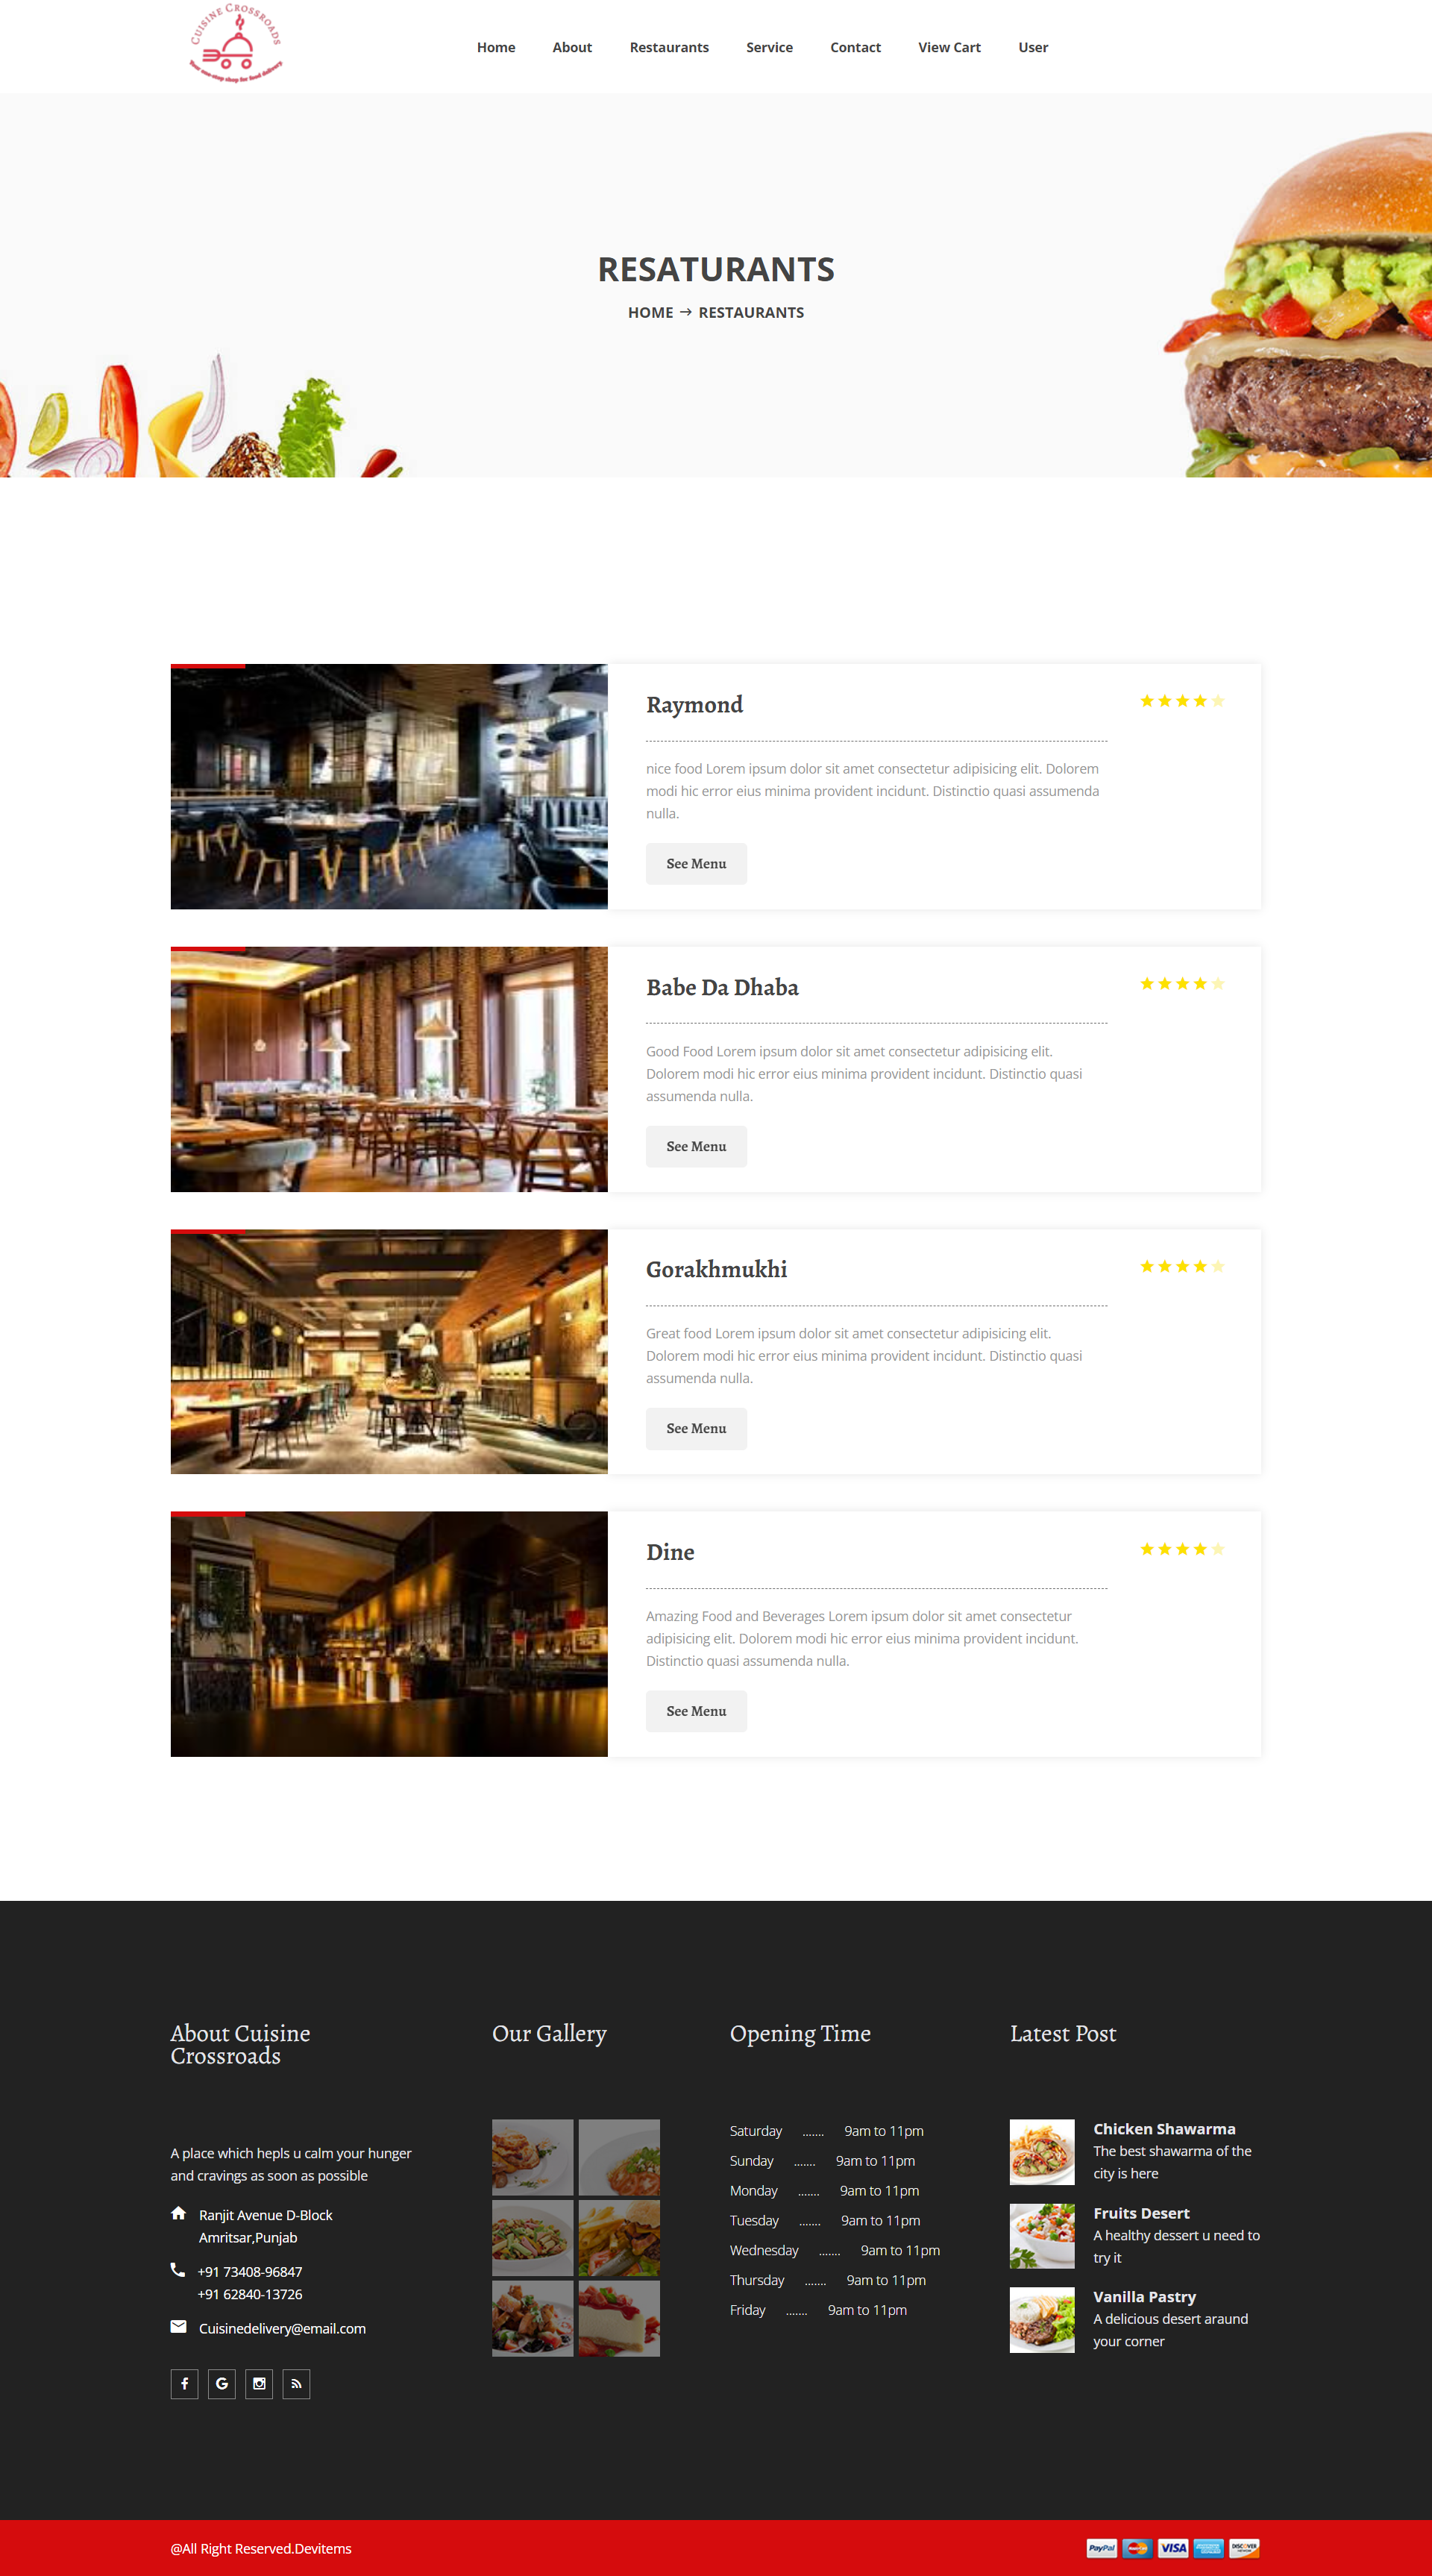 CUISINE CROSSROADS
Your one-stop shop for food delivery
Home About Restaurants Service Contact View Cart User
RESATURANTS
HOME → RESTAURANTS
Raymond
nice food Lorem ipsum dolor sit amet consectetur adipisicing elit. Dolorem
modi hic error eius minima provident incidunt. Distinctio quasi assumenda
nulla.
See Menu
Babe Da Dhaba
Good Food Lorem ipsum dolor sit amet consectetur adipisicing elit.
Dolorem modi hic error eius minima provident incidunt. Distinctio quasi
assumenda nulla.
See Menu
Gorakhmukhi
Great food Lorem ipsum dolor sit amet consectetur adipisicing elit.
Dolorem modi hic error eius minima provident incidunt. Distinctio quasi
assumenda nulla.
See Menu
Dine
Amazing Food and Beverages Lorem ipsum dolor sit amet consectetur
adipisicing elit. Dolorem modi hic error eius minima provident incidunt.
Distinctio quasi assumenda nulla.
See Menu
About Cuisine
Crossroads
A place which hepls u calm your hunger
and cravings as soon as possible
Ranjit Avenue D-Block
Amritsar,Punjab
+91 73408-96847
+91 62840-13726
Cuisinedelivery@email.com
Our Gallery
Opening Time
Saturday ....... 9am to 11pm
Sunday ....... 9am to 11pm
Monday ....... 9am to 11pm
Tuesday ....... 9am to 11pm
Wednesday ....... 9am to 11pm
Thursday ....... 9am to 11pm
Friday ....... 9am to 11pm
Latest Post
Chicken Shawarma
The best shawarma of the
city is here
Fruits Desert
A healthy dessert u need to
try it
Vanilla Pastry
A delicious desert araund
your corner
@All Right Reserved.Devitems
PayPal VISA DISCOVER